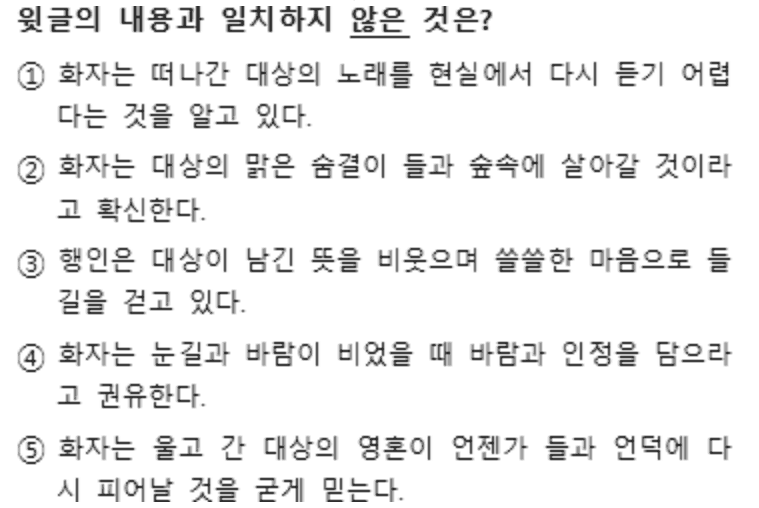 윗글의 내용과 일치하지 않은 것은?
① 화자는 떠나간 대상의 노래를 현실에서 다시 듣기 어렵
다는 것을 알고 있다.
② 화자는 대상의 맑은 숨결이 들과 숲속에 살아갈 것이라
고 확신한다.
③ 행인은 대상이 남긴 뜻을 비웃으며 쓸쓸한 마음으로 들
길을 걷고 있다.
④ 화자는 눈길과 바람이 비었을 때 바람과 인정을 담으라
고 권유한다.
⑤ 화자는 울고 간 대상의 영혼이 언젠가 들과 언덕에 다
시 피어날 것을 굳게 믿는다.